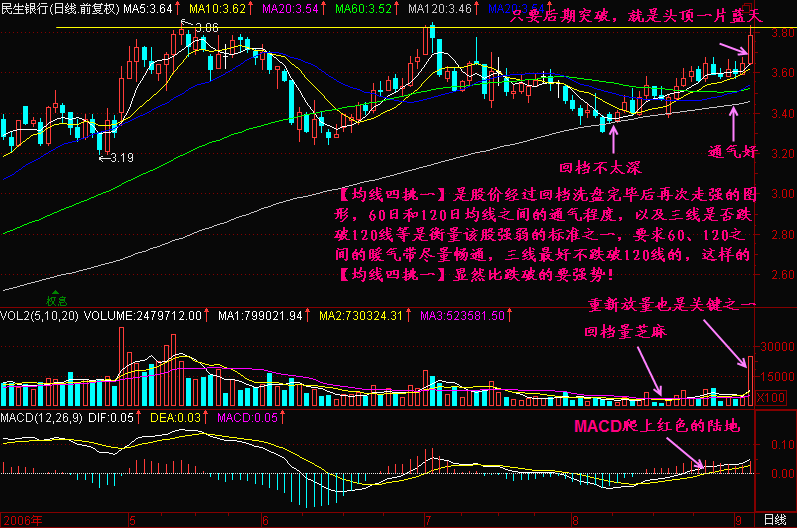 民生银行(日线.前复权) MA5:3.64↑ MA10:3.62↑ MA20:3.54↑ MA60:3.52↑ MA120:3.46↑ MA20:3.64
只要后期突破，就是头顶一片蓝天
3.80
3.06
3.60
3.40
通气好
3.19
回档不太深
3.20
【均线四挑一】是股价经过回档洗盘完毕后再次走强的图
3.00
形，60日和120日均线之间的通气程度，以及三线是否跌
破120线等是衡量该股强弱的标准之一，要求60、120之
2.80
间的暖气带尽量畅通，三线最好不跌破120线的，这样的
【均线四挑一】显然比跌破的要强势！
2.60
权息
重新放量也是关键之一
VOL2(5,10,20) VOLUME:2479712.00↑ MA1:799021.94↑ MA2:730324.31↑ MA3:523581.50↑
回档量芝麻
30000
15000
X100
MACD(12,26,9) DIF:0.05↑ DEA:0.03↑ MACD:0.05↑
MACD爬上红色的陆地
0.10
0.00
2006年 5 6 7 8 9 日线